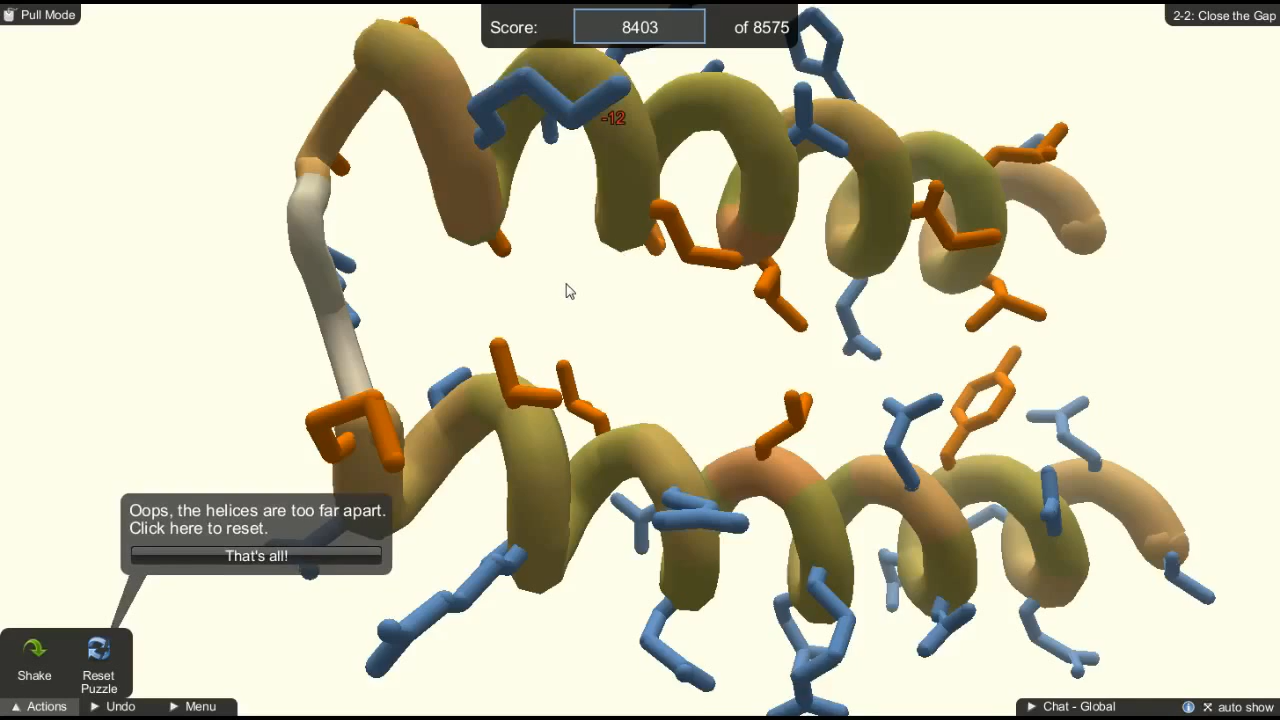 Pull Mode
Score: 8403 of 8575
2-2: Close the Gap
-12
Oops, the helices are too far apart.
Click here to reset.
That's all!
Shake
Reset
Puzzle
Actions
Undo
Menu
Chat - Global
auto show